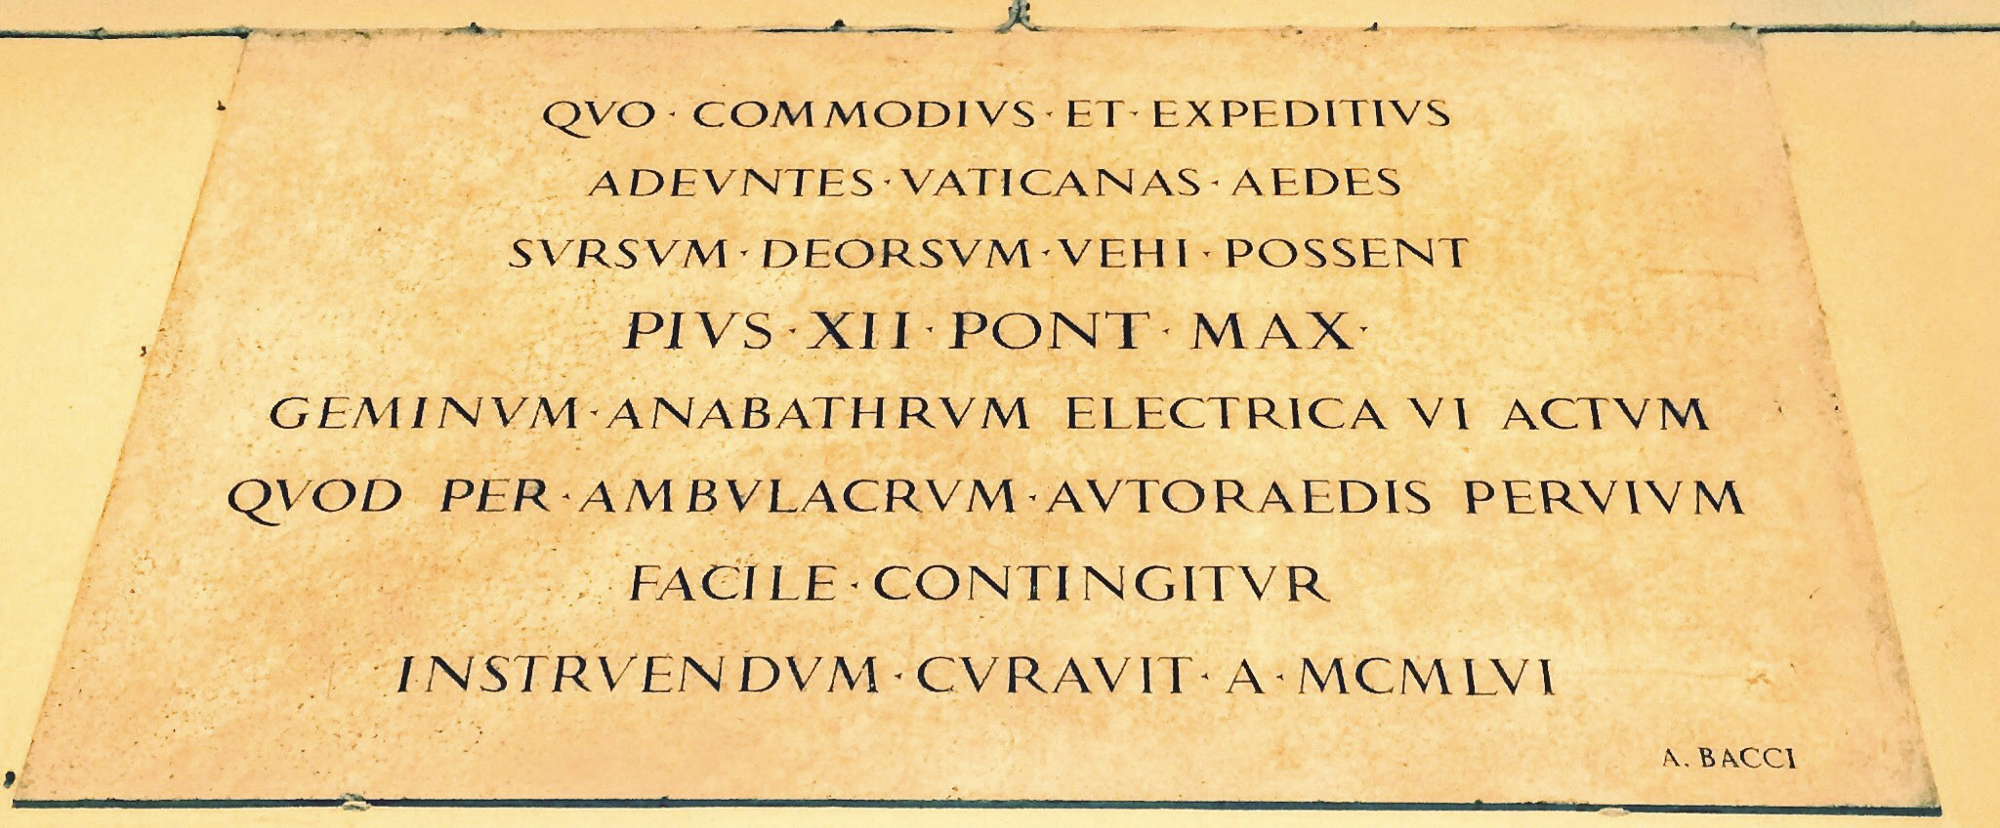 QVO · COMMODIVS · ET · EXPEDITIVS
ADEVNTES · VATICANAS · AEDES
SVRSVM · DEORSVM · VEHI · POSSENT
PIVS · XII · PONT · MAX ·
GEMINVM · ANABATHRVM ELECTRICA VI ACTVM
QVOD PER · AMBVLACRVM · AVTORAEDIS PERVIVM
FACILE · CONTINGITVR
INSTRVENDVM · CVRAVIT · A · MCMLVI
A. BACCI